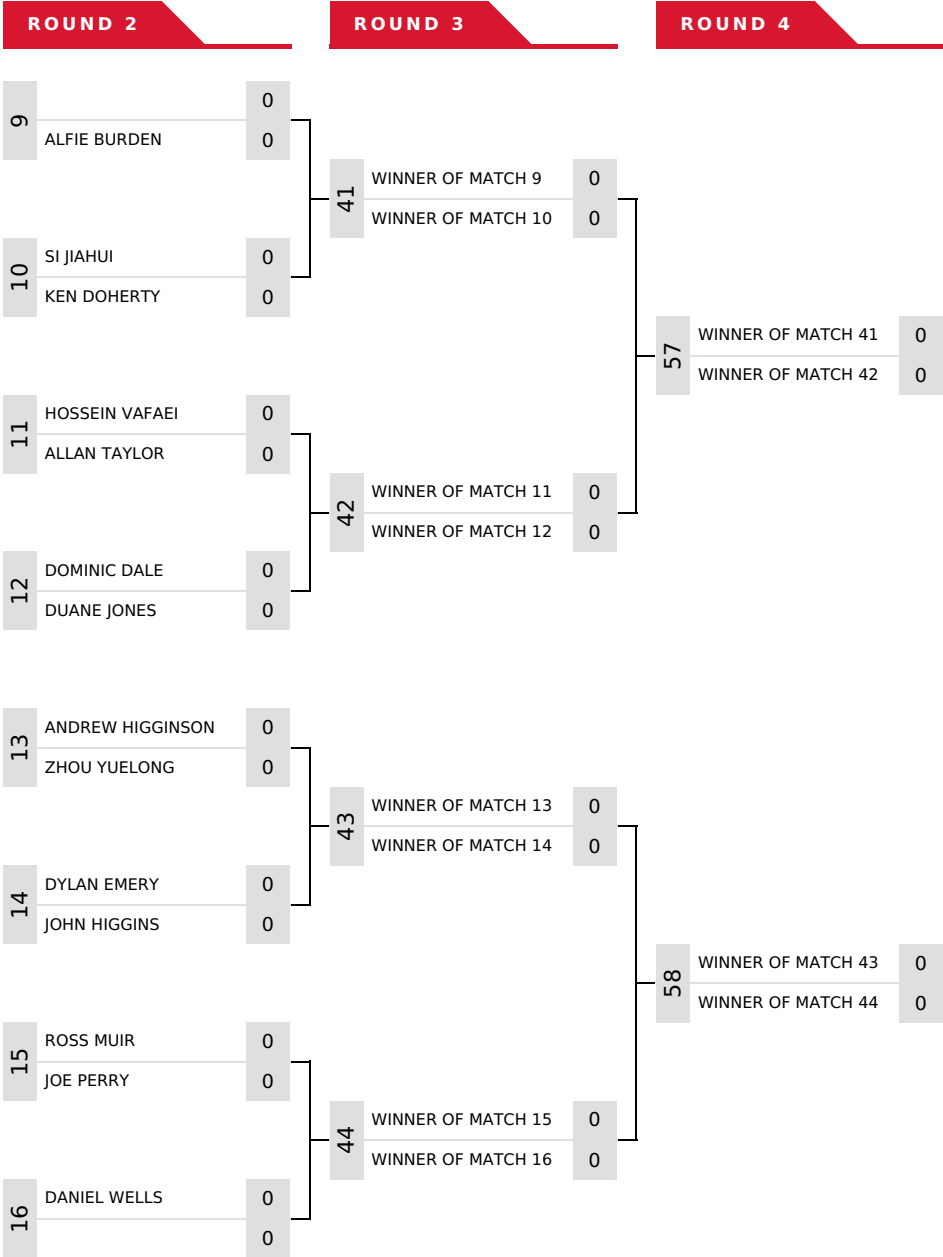 ROUND 2
ROUND 3
ROUND 4
9
0
ALFIE BURDEN 0
41
WINNER OF MATCH 9 0
WINNER OF MATCH 10 0
10
SI JIAHUI 0
KEN DOHERTY 0
57
WINNER OF MATCH 41 0
WINNER OF MATCH 42 0
11
HOSSEIN VAFAEI 0
ALLAN TAYLOR 0
42
WINNER OF MATCH 11 0
WINNER OF MATCH 12 0
12
DOMINIC DALE 0
DUANE JONES 0
13
ANDREW HIGGINSON 0
ZHOU YUELONG 0
43
WINNER OF MATCH 13 0
WINNER OF MATCH 14 0
14
DYLAN EMERY 0
JOHN HIGGINS 0
58
WINNER OF MATCH 43 0
WINNER OF MATCH 44 0
15
ROSS MUIR 0
JOE PERRY 0
44
WINNER OF MATCH 15 0
WINNER OF MATCH 16 0
16
DANIEL WELLS 0
0